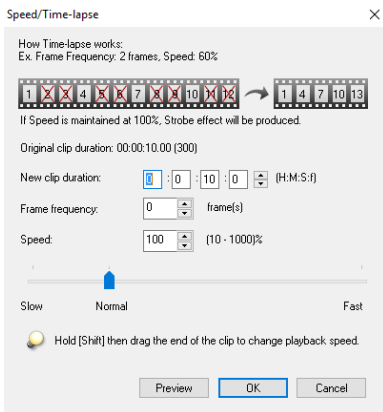 Speed/Time-lapse
How Time-lapse works:
Ex. Frame Frequency: 2 frames, Speed: 60%
1 2 3 4 5 6 7 8 9 10 11 12 1 4 7 10 13
If Speed is maintained at 100%, Strobe effect will be produced.
Original clip duration: 00:00:10.00 (300)
New clip duration: 0 : 0 : 10 : 0 (H:M:S:f)
Frame frequency: 0 frame(s)
Speed: 100 (10 - 1000)%
Slow Normal Fast
Hold [Shift] then drag the end of the clip to change playback speed.
Preview OK Cancel